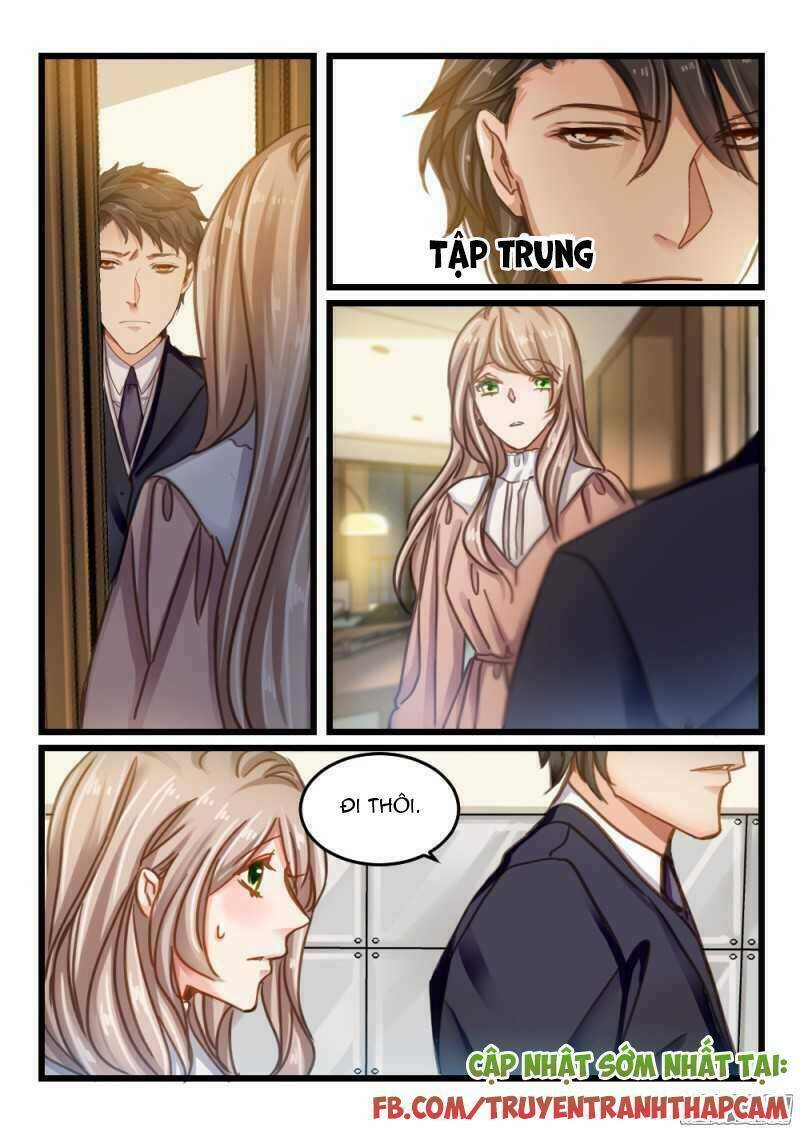 TẬP TRUNG
ĐI THÔI.
CẬP NHẬT SỚM NHẤT TẠI:
FB.COM/TRUYENTRANHTHAPCAM